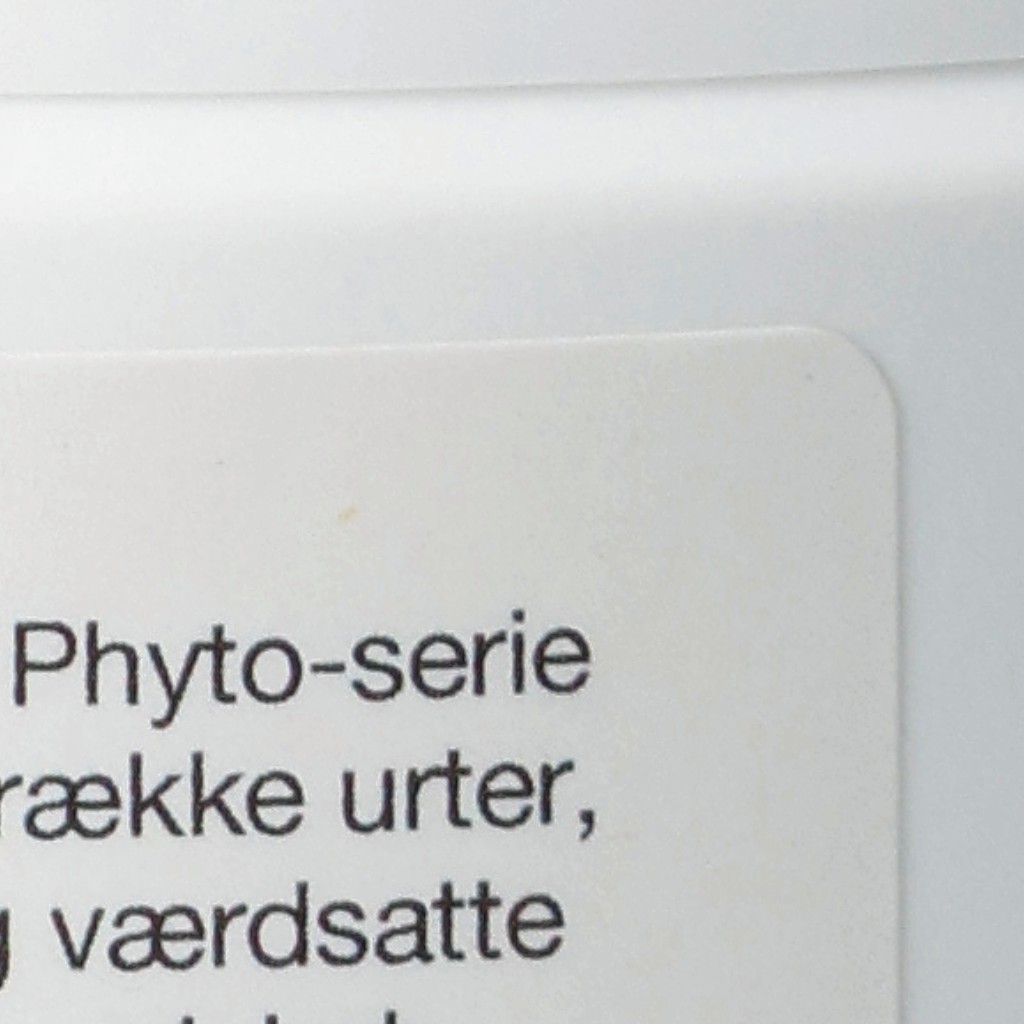 Phyto-serie
række urter,
værdsatte